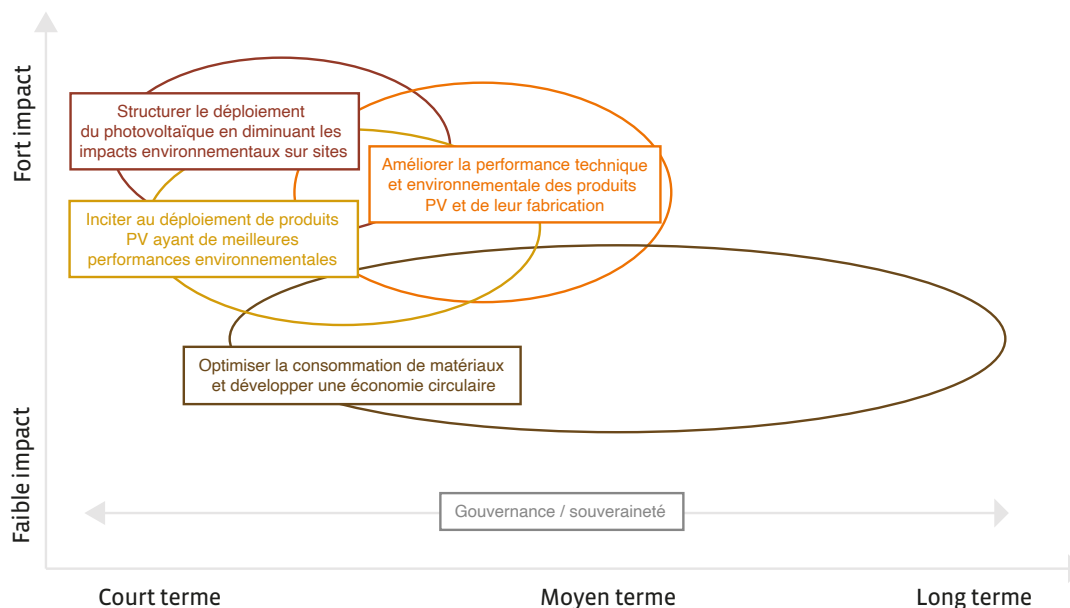 Fort impact
Faible impact
Structurer le déploiement
du photovoltaïque en diminuant les
impacts environnementaux sur sites
Améliorer la performance technique
et environnementale des produits
PV et de leur fabrication
Inciter au déploiement de produits
PV ayant de meilleures
performances environnementales
Optimiser la consommation de matériaux
et développer une économie circulaire
Gouvernance / souveraineté
Court terme
Moyen terme
Long terme